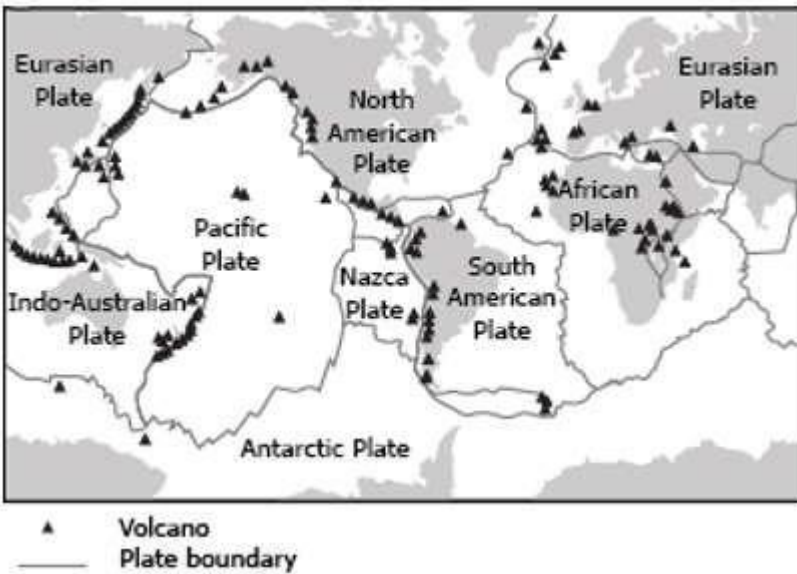 Eurasian
Plate
North
American
Plate
Eurasian
Plate
Pacific
Plate
African
Plate
Nazca
Plate
South
American
Plate
Indo-Australian
Plate
Antarctic Plate
Volcano
Plate boundary